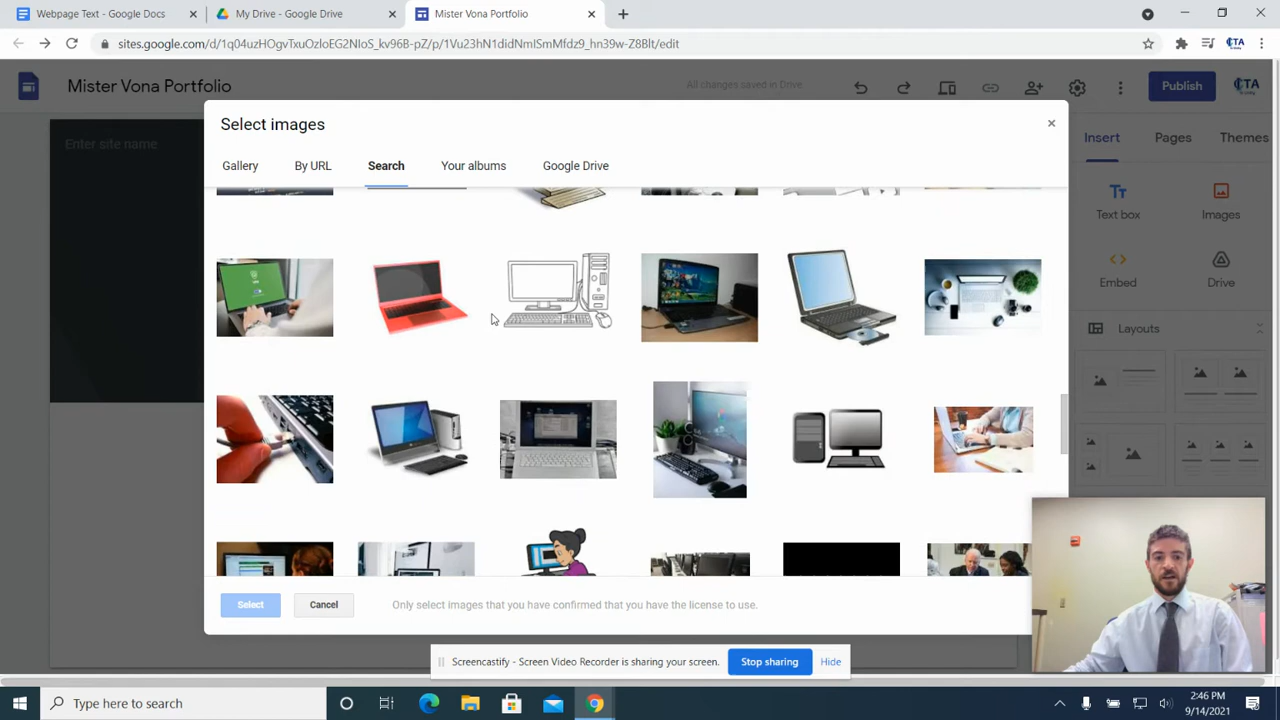 Webpage Text - Google Docs
My Drive - Google Drive
Mister Vona Portfolio
sites.google.com/d/1q04uzHOgvTxuOzIoEG2NIoS_kv96B-pZ/p/1Vu23hN1didNmISmMfdz9_hn39w-Z8Blt/edit
Mister Vona Portfolio
All changes saved in Drive
Publish
Enter site name
Select images
Gallery
By URL
Search
Your albums
Google Drive
Insert
Pages
Themes
Text box
Images
Embed
Drive
Layouts
Select
Cancel
Only select images that you have confirmed that you have the license to use.
Screencastify - Screen Video Recorder is sharing your screen.
Stop sharing
Hide
Type here to search
2:46 PM
9/14/2021